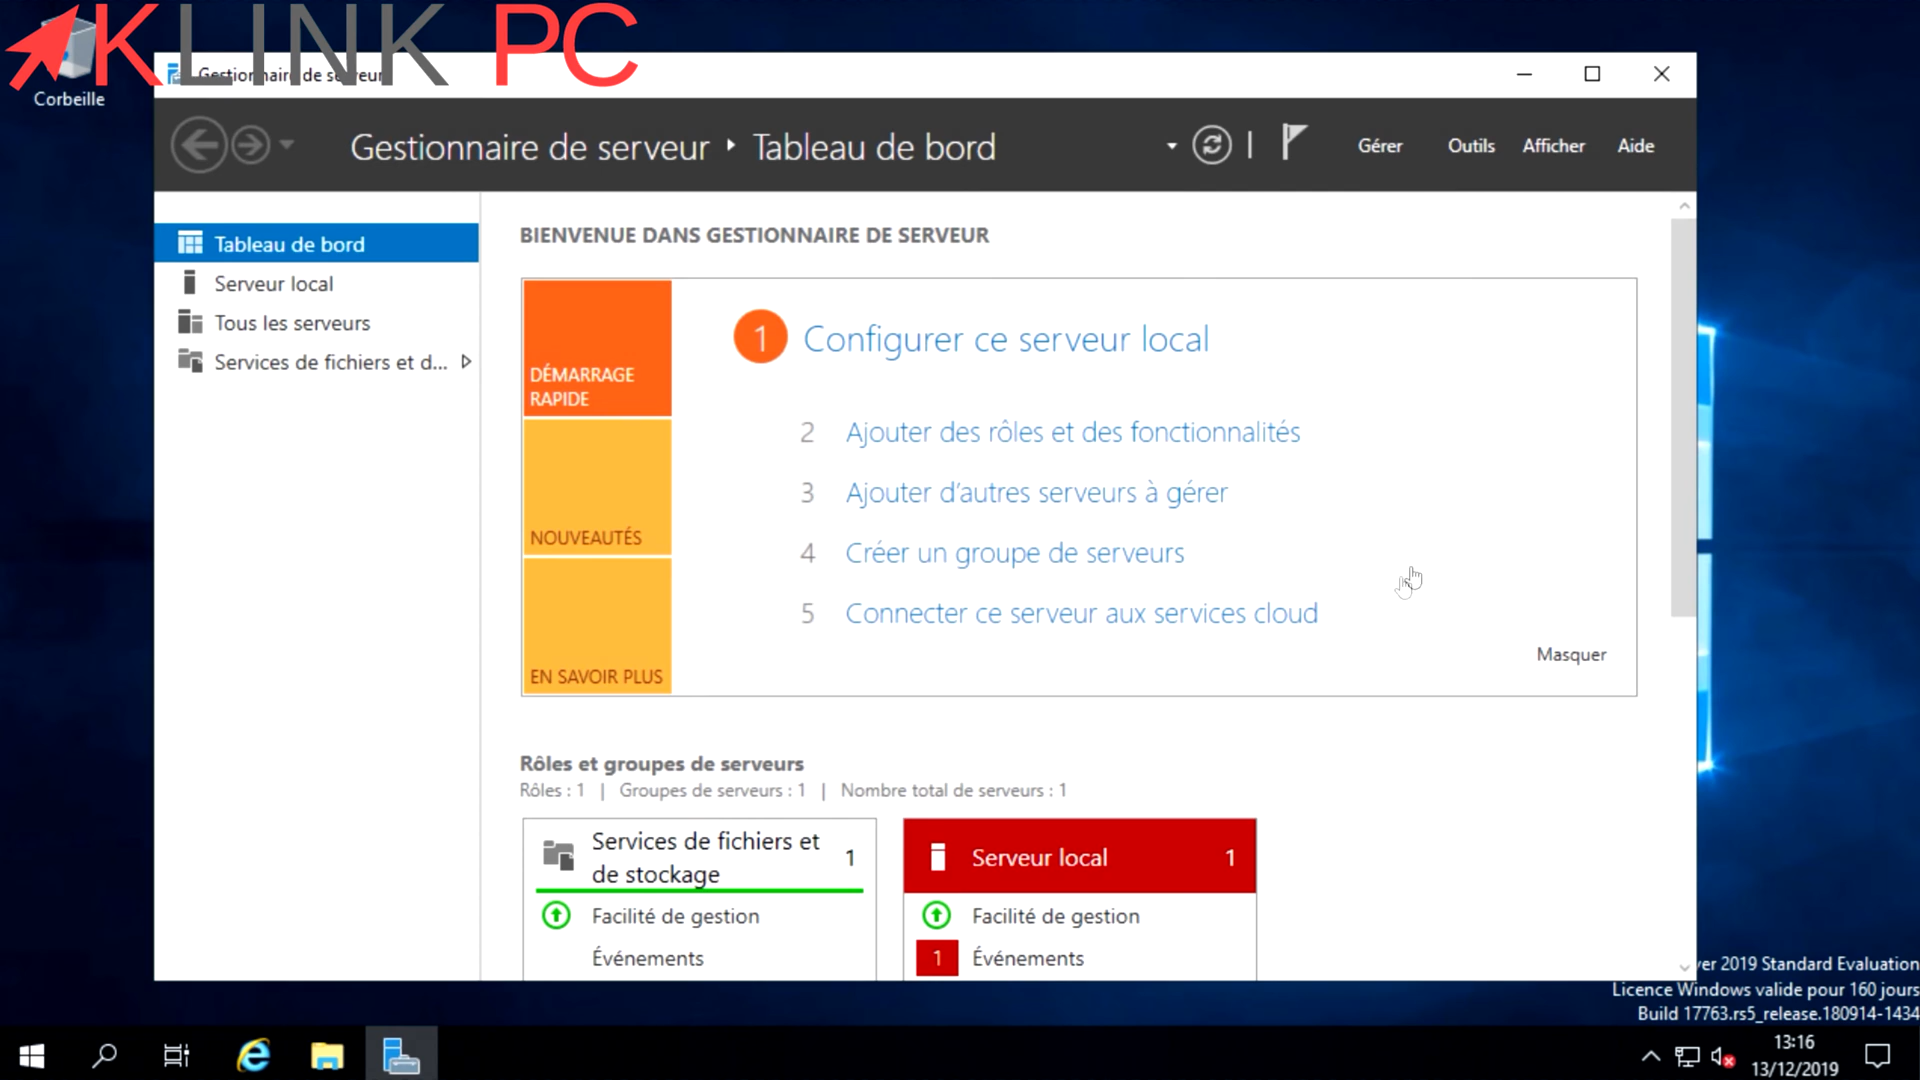 KLINK PC
Corbeille
Gestionnaire de serveur
Gestionnaire de serveur ‣ Tableau de bord
Gérer
Outils
Afficher
Aide
Tableau de bord
Serveur local
Tous les serveurs
Services de fichiers et d...
BIENVENUE DANS GESTIONNAIRE DE SERVEUR
DÉMARRAGE
RAPIDE
NOUVEAUTÉS
EN SAVOIR PLUS
1 Configurer ce serveur local
2 Ajouter des rôles et des fonctionnalités
3 Ajouter d'autres serveurs à gérer
4 Créer un groupe de serveurs
5 Connecter ce serveur aux services cloud
Masquer
Rôles et groupes de serveurs
Rôles : 1 | Groupes de serveurs : 1 | Nombre total de serveurs : 1
Services de fichiers et
de stockage
1
Facilité de gestion
Événements
Serveur local 1
Facilité de gestion
1 Événements
ver 2019 Standard Evaluation
Licence Windows valide pour 160 jours
Build 17763.rs5_release.180914-1434
13:16
13/12/2019